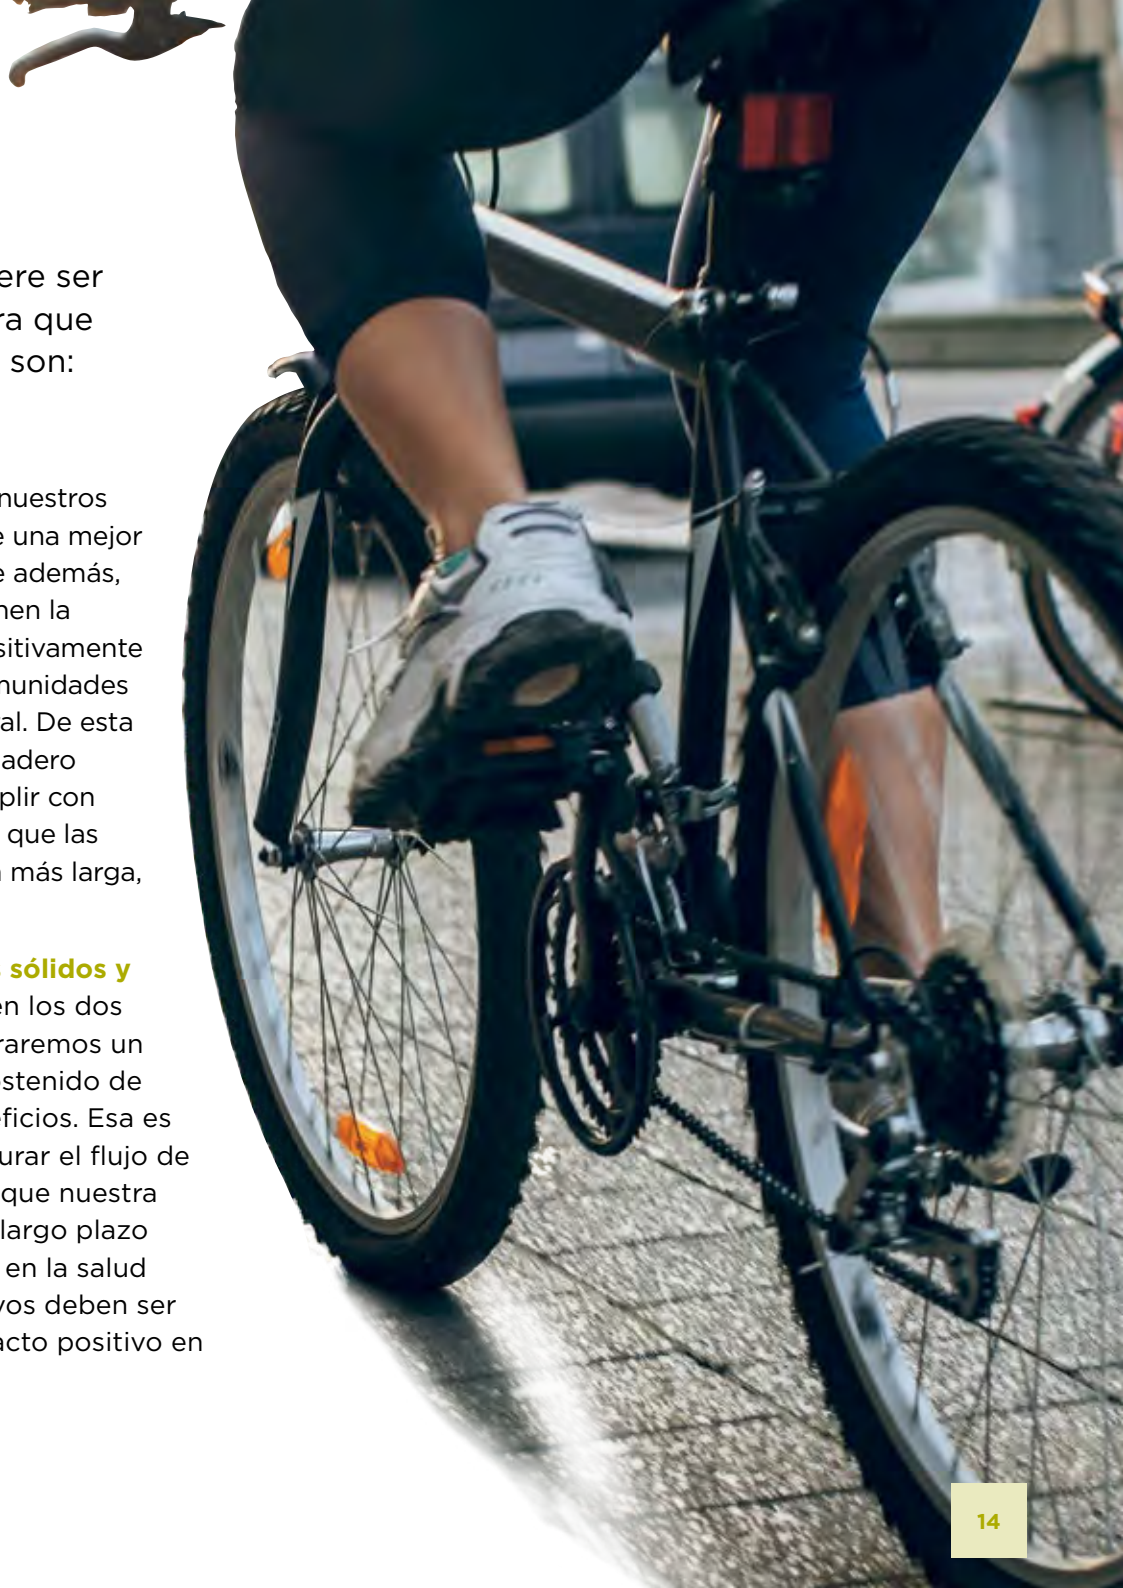 ere ser
ra que
son:
nuestros
e una mejor
e además,
nen la
sitivamente
munidades
al. De esta
adero
plir con
que las
más larga,
sólidos y
en los dos
raremos un
ostenido de
eficios. Esa es
urar el flujo de
que nuestra
largo plazo
en la salud
vos deben ser
acto positivo en
14